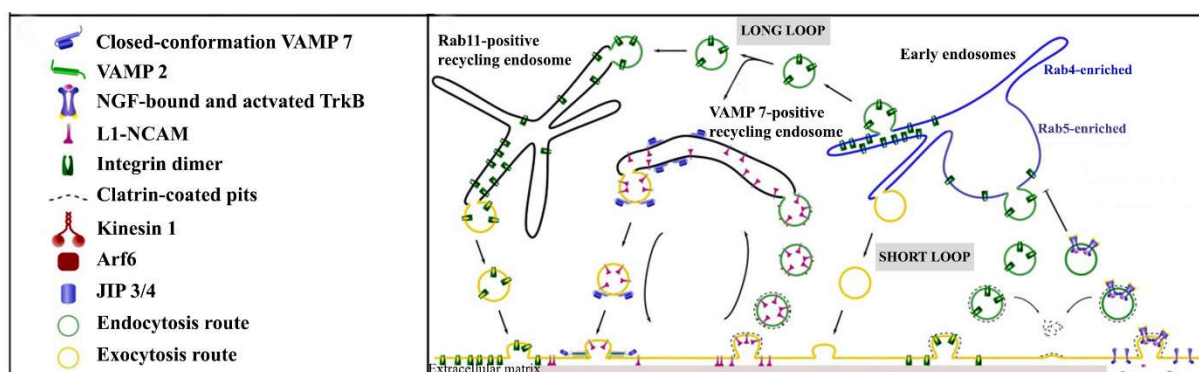 Closed-conformation VAMP 7
VAMP 2
NGF-bound and actvated TrkB
L1-NCAM
Integrin dimer
Clatrin-coated pits
Kinesin 1
Arf6
JIP 3/4
Endocytosis route
Exocytosis route
Rab11-positive
recycling endosome
LONG LOOP
VAMP 7-positive
recycling endosome
Early endosomes
Rab4-enriched
Rab5-enriched
SHORT LOOP
Extracellular matrix